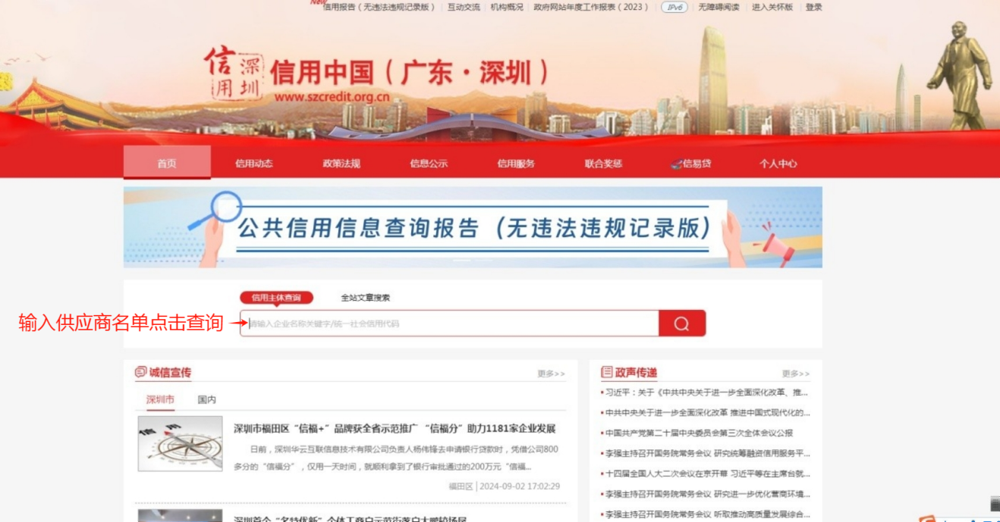 New
信用报告（无违法违规记录版）
互动交流
机构概况
政府网站年度工作报表（2023）
IPv6
无障碍阅读
进入关怀版
登录
信用
深圳
信用中国（广东·深圳）
www.szcredit.org.cn
首页
信用动态
政策法规
信息公示
信用服务
联合奖惩
信易贷
个人中心
公共信用信息查询报告（无违法违规记录版）
信用主体查询
全站文章搜索
输入供应商名单点击查询
请输入企业名称关键字/统一社会信用代码
诚信宣传
更多>>
深圳市
国内
信用
深圳市福田区“信福+”品牌获全省示范推广 “信福分”助力1181家企业发展
日前，深圳华云互联信息技术有限公司负责人杨伟锋去申请银行贷款时，凭借公司800
多分的“信福分”，仅用一天时间，就顺利拿到了银行审批通过的200万元“信福...
福田区 | 2024-09-02 17:02:29
深圳首个“名特优新”个体工商户示范街落户大鹏较场尾
政声传递
更多>>
习近平：关于《中共中央关于进一步全面深化改革、推...
中共中央关于进一步全面深化改革 推进中国式现代化的...
中国共产党第二十届中央委员会第三次全体会议公报
李强主持召开国务院常务会议 研究统筹融资信用服务平...
十四届全国人大二次会议在京开幕 习近平等在主席台就...
李强主持召开国务院常务会议 研究进一步优化营商环境...
李强主持召开国务院常务会议 听取推动高质量发展综合...